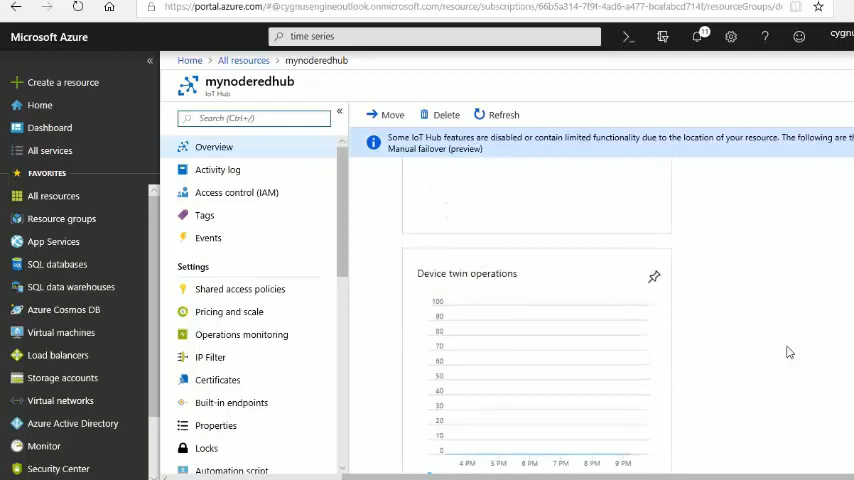 https://portal.azure.com/#@cygnusengineoutlook.onmicrosoft.com/resource/subscriptions/66b5a314-7f9f-4ad6-a477-bcafabcd714f/resourceGroups/de
Microsoft Azure
time series
11
cygnu
Create a resource
Home
Dashboard
All services
FAVORITES
All resources
Resource groups
App Services
SQL databases
SQL data warehouses
Azure Cosmos DB
Virtual machines
Load balancers
Storage accounts
Virtual networks
Azure Active Directory
Monitor
Security Center
Home > All resources > mynoderedhub
mynoderedhub
IoT Hub
Search (Ctrl+/)
Overview
Activity log
Access control (IAM)
Tags
Events
Settings
Shared access policies
Pricing and scale
Operations monitoring
IP Filter
Certificates
Built-in endpoints
Properties
Locks
Automation script
Move
Delete
Refresh
Some IoT Hub features are disabled or contain limited functionality due to the location of your resource. The following are th
Manual failover (preview)
Device twin operations
100
90
80
70
60
50
40
30
20
10
0
4 PM 5 PM 6 PM 7 PM 8 PM 9 PM